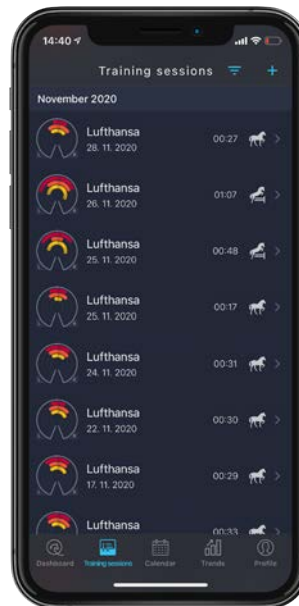 14:40
Training sessions
November 2020
Lufthansa
28. 11. 2020
00:27
Lufthansa
26. 11. 2020
01:07
Lufthansa
25. 11. 2020
00:48
Lufthansa
25. 11. 2020
00:17
Lufthansa
24. 11. 2020
00:31
Lufthansa
22. 11. 2020
00:30
Lufthansa
17. 11. 2020
00:29
Lufthansa
00:33
Dashboard
Training sessions
Calendar
Trends
Profile